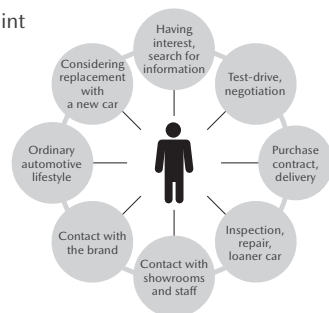 int
Having
interest,
search for
information
Test-drive,
negotiation
Purchase
contract,
delivery
Inspection,
repair,
loaner car
Contact with
showrooms
and staff
Contact with
the brand
Ordinary
automotive
lifestyle
Considering
replacement
with
a new car